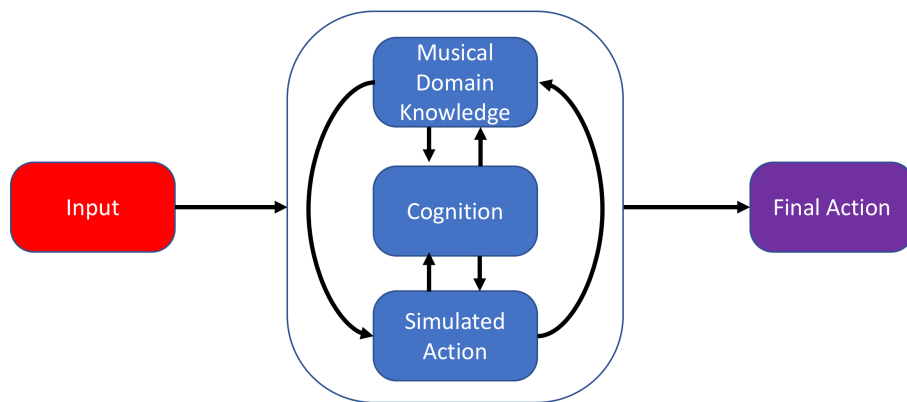 Musical
Domain
Knowledge
Input
Cognition
Final Action
Simulated
Action